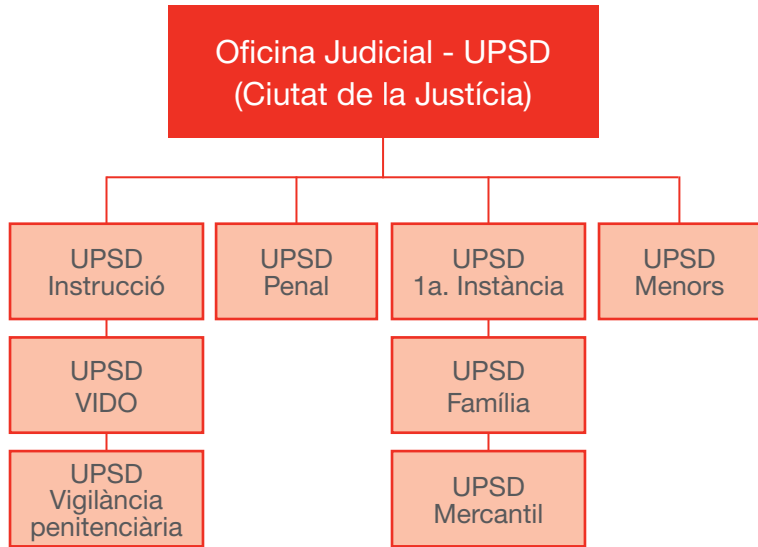 Oficina Judicial - UPSD
(Ciutat de la Justícia)
UPSD
Instrucció
UPSD
Penal
UPSD
1a. Instància
UPSD
Menors
UPSD
VIDO
UPSD
Família
UPSD
Vigilància
penitenciària
UPSD
Mercantil